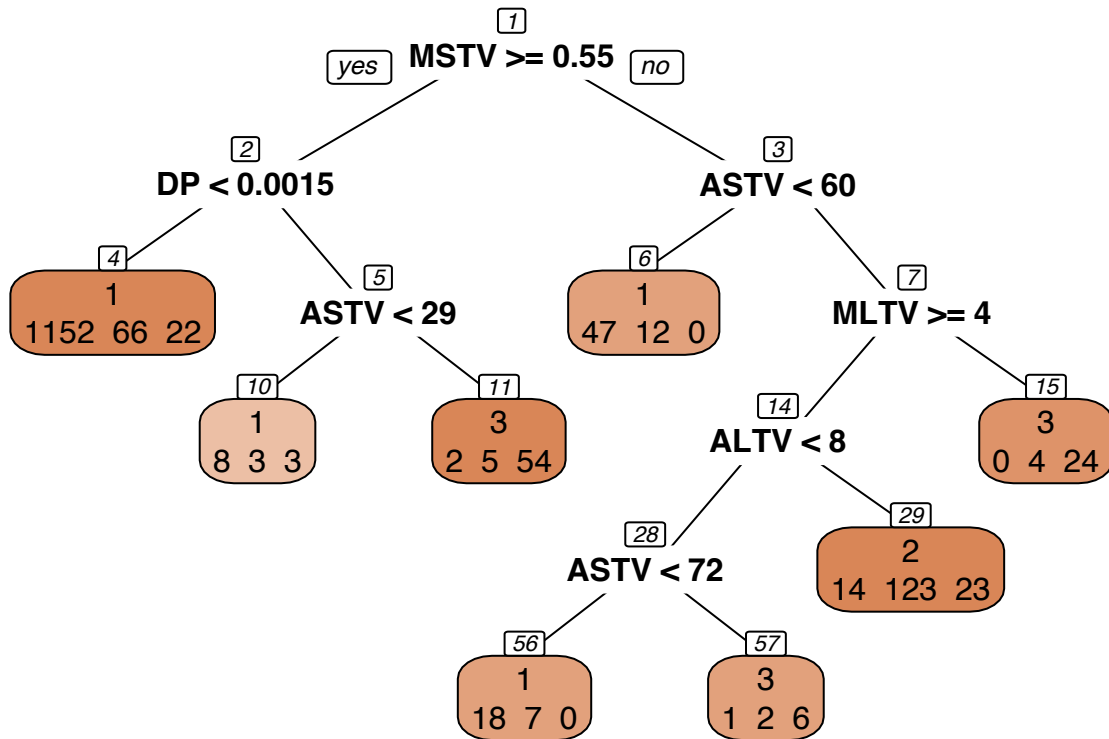 1
MSTV >= 0.55
yes
no
2
DP < 0.0015
3
ASTV < 60
4
1
1152 66 22
5
ASTV < 29
6
1
47 12 0
7
MLTV >= 4
10
1
8 3 3
11
3
2 5 54
14
ALTV < 8
15
3
0 4 24
28
ASTV < 72
29
2
14 123 23
56
1
18 7 0
57
3
1 2 6